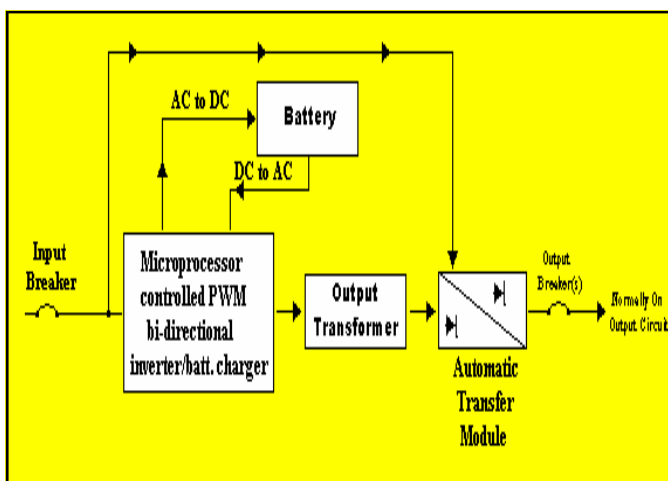 AC to DC
Battery
DC to AC
Input
Breaker
Microprocessor
controlled PWM
bi-directional
inverter/batt. charger
Output
Transformer
Output
Breaker(s)
Normally On
Output Circuit
Automatic
Transfer
Module